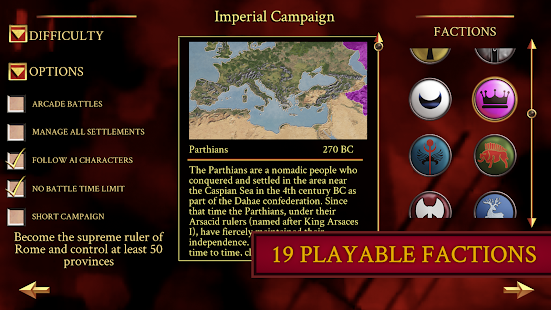 Imperial Campaign
DIFFICULTY
OPTIONS
ARCADE BATTLES
MANAGE ALL SETTLEMENTS
FOLLOW AI CHARACTERS
NO BATTLE TIME LIMIT
SHORT CAMPAIGN
Become the supreme ruler of
Rome and control at least 50
provinces
Parthians 270 BC
The Parthians are a nomadic people who
conquered and settled in the area near
the Caspian Sea in the 4th century BC as
part of the Dahae confederation. Since
that time the Parthians, under their
Arsacid rulers (named after King Arsaces
I), have fiercely maintained their
independence.
time to time,
FACTIONS
19 PLAYABLE FACTIONS